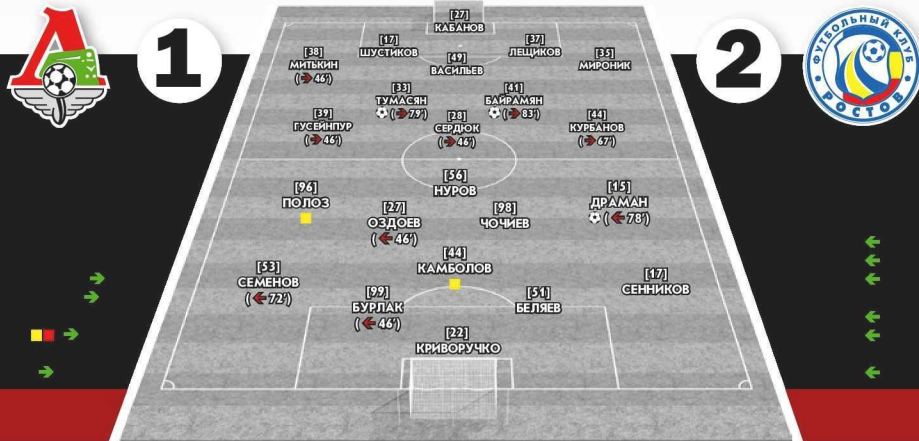 1
2
ФУТБОЛЬНЫЙ КЛУБ
РОСТОВ
[27]
КАБАНОВ
[17]
ШУСТИКОВ
[37]
ЛЕЩИКОВ
[38]
МИТЬКИН
(46')
[49]
ВАСИЛЬЕВ
[35]
МИРОНИК
[33]
ТУМАСЯН
(79')
[41]
БАЙРАМЯН
(83')
[39]
ГУСЕЙНПУР
(46')
[28]
СЕРДЮК
(46')
[44]
КУРБАНОВ
(67')
[56]
НУРОВ
[96]
ПОЛОЗ
[27]
ОЗДОЕВ
(46')
[98]
ЧОЧИЕВ
[15]
ДРАМАН
(78')
[44]
КАМБОЛОВ
[53]
СЕМЕНОВ
(72')
[17]
СЕННИКОВ
[99]
БУРЛАК
(46')
[51]
БЕЛЯЕВ
[22]
КРИВОРУЧКО